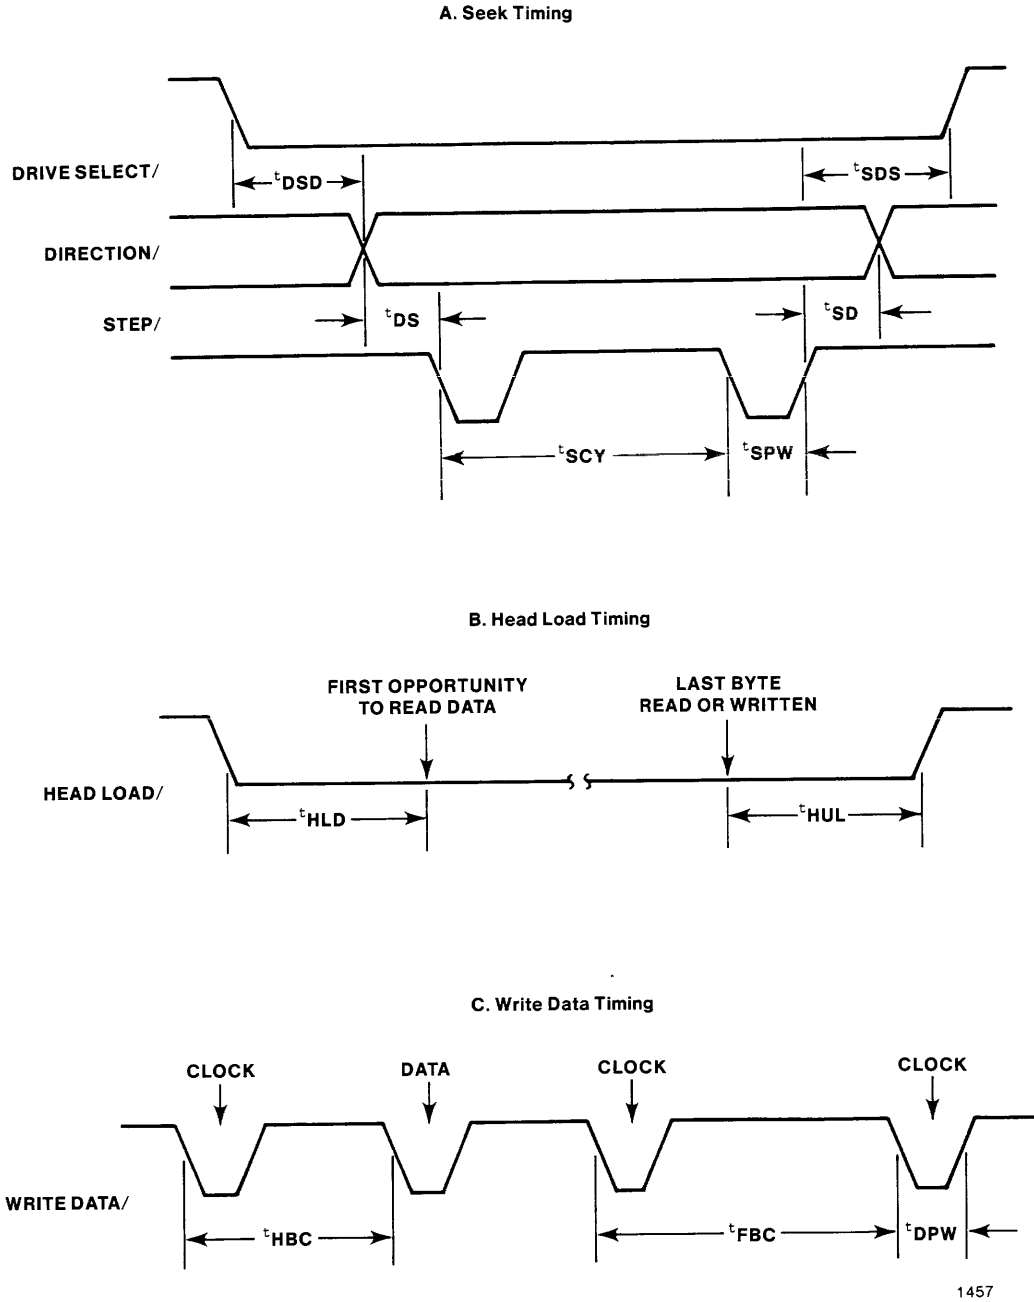 A. Seek Timing
DRIVE SELECT/
tDSD
tSDS
DIRECTION/
STEP/
tDS
tSD
tSCY
tSPW
B. Head Load Timing
FIRST OPPORTUNITY
TO READ DATA
LAST BYTE
READ OR WRITTEN
HEAD LOAD/
tHLD
tHUL
C. Write Data Timing
CLOCK
DATA
CLOCK
CLOCK
WRITE DATA/
tHBC
tFBC
tDPW
1457